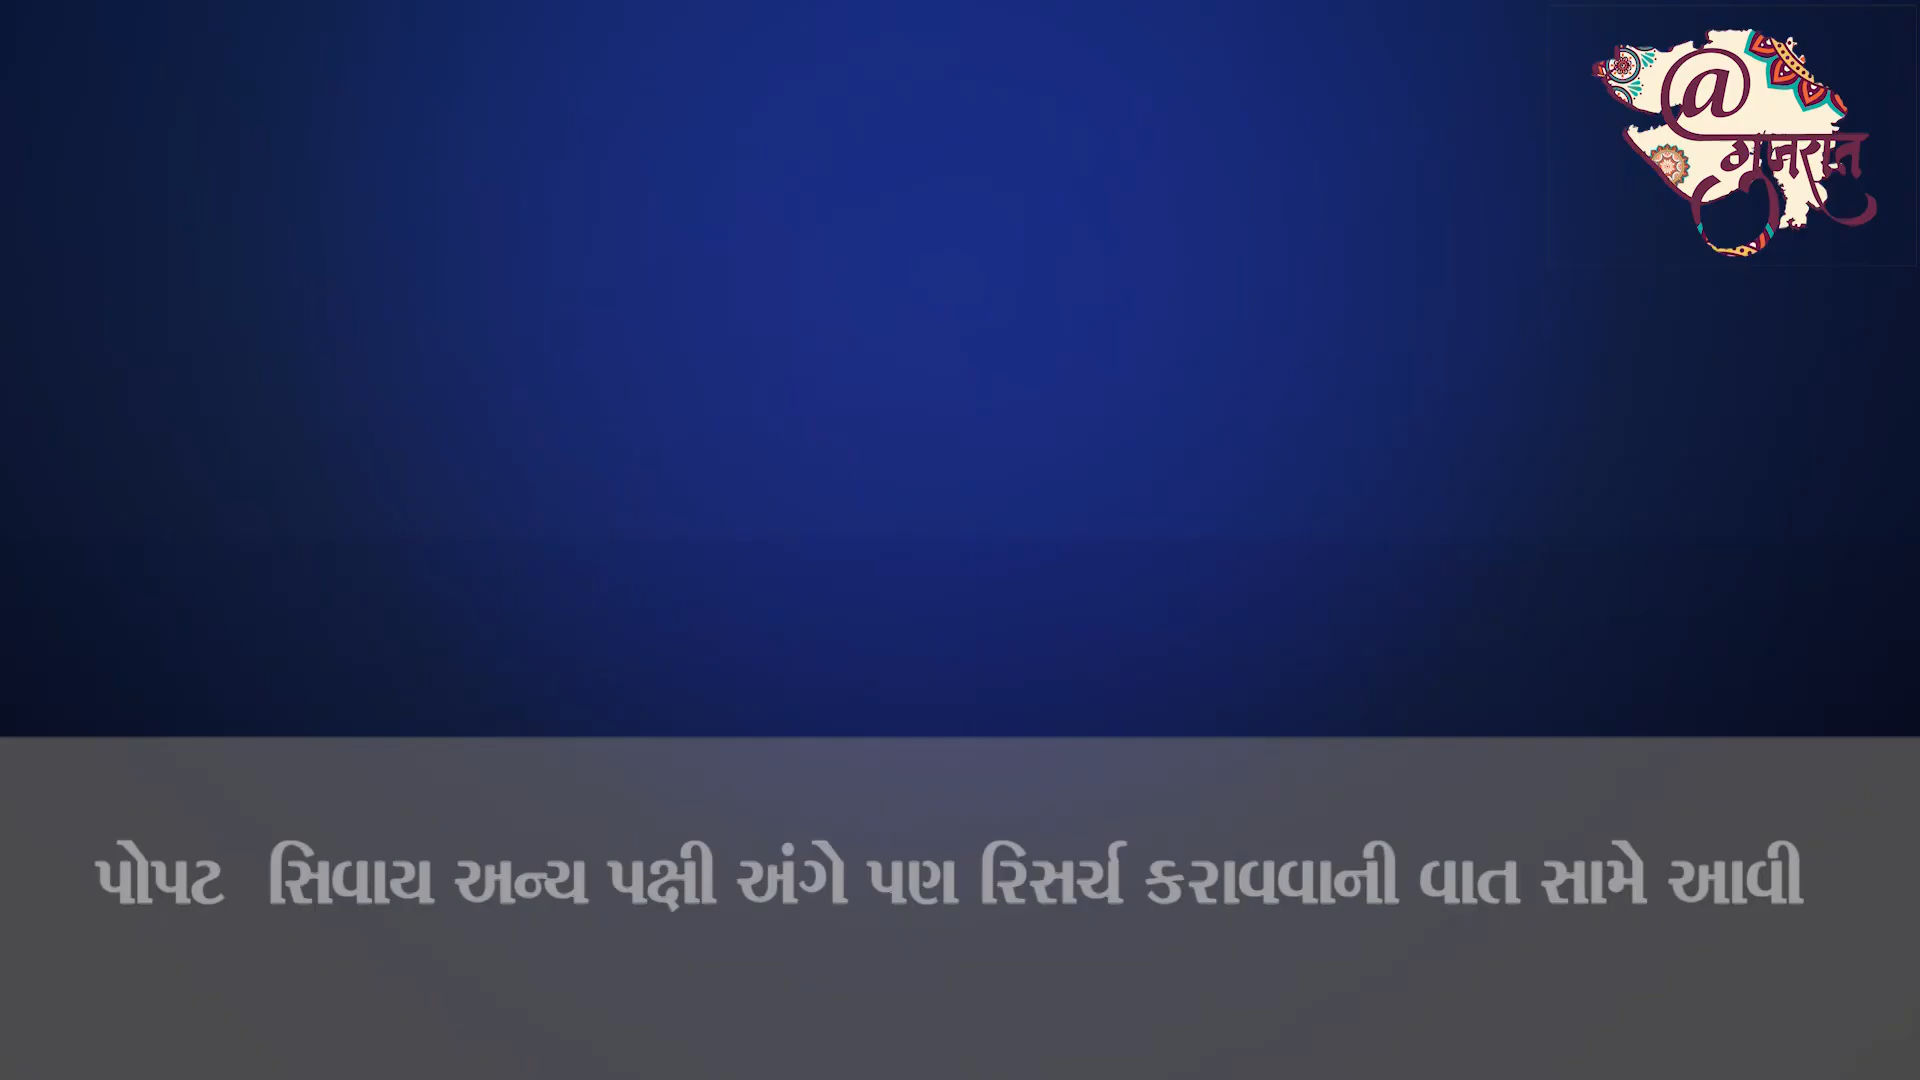 @
ગુજરાત
પોપટ  સિવાય અન્ય પક્ષી અંગે પણ રિસર્ચ કરાવવાની વાત સામે આવી